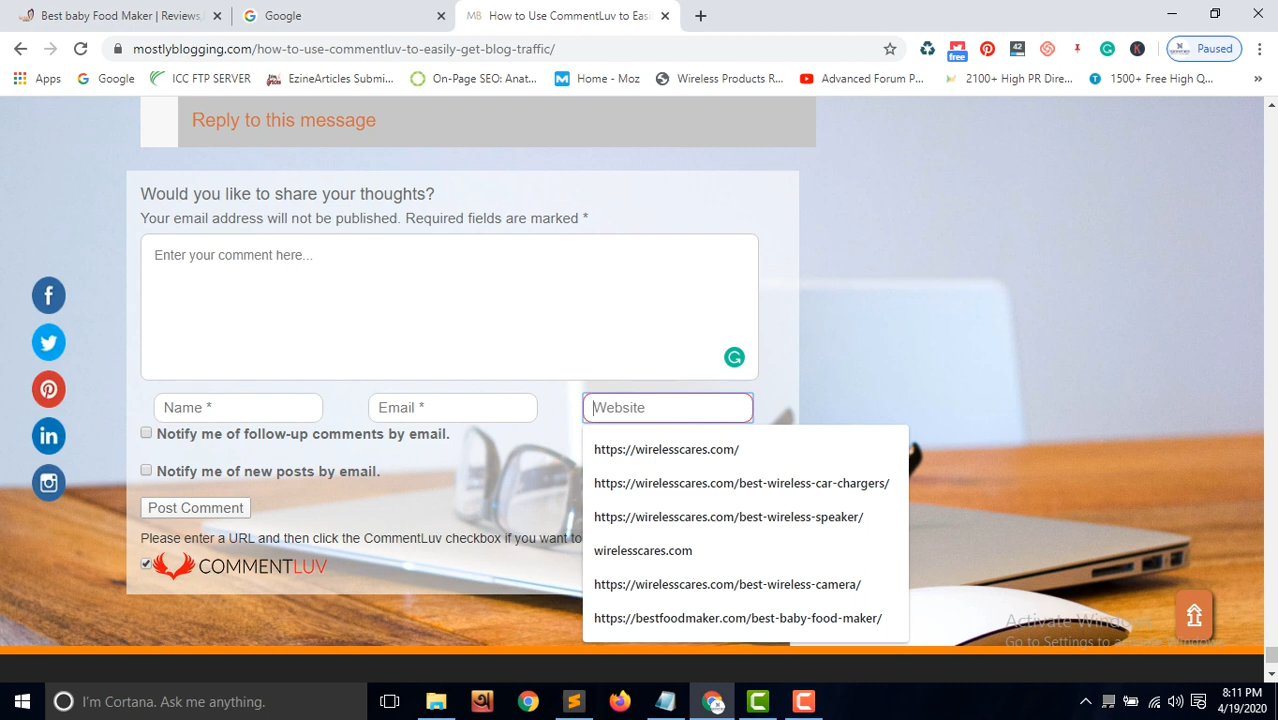 Best baby Food Maker | Reviews,
Google
MB How to Use CommentLuv to Easi
mostlyblogging.com/how-to-use-commentluv-to-easily-get-blog-traffic/
42
free
K
Paused
Apps
Google
ICC FTP SERVER
EzineArticles Submi...
On-Page SEO: Anat...
Home - Moz
Wireless Products R...
Advanced Forum P...
2100+ High PR Dire...
1500+ Free High Q...
»
Reply to this message
Would you like to share your thoughts?
Your email address will not be published. Required fields are marked *
Enter your comment here...
Name *
Email *
Website
Notify me of follow-up comments by email.
Notify me of new posts by email.
Post Comment
Please enter a URL and then click the CommentLuv checkbox if you want to
COMMENTLUV
https://wirelesscares.com/
https://wirelesscares.com/best-wireless-car-chargers/
https://wirelesscares.com/best-wireless-speaker/
wirelesscares.com
https://wirelesscares.com/best-wireless-camera/
https://bestfoodmaker.com/best-baby-food-maker/
Activate Windows
Go to Settings to activate Windows.
I'm Cortana. Ask me anything.
8:11 PM
4/19/2020